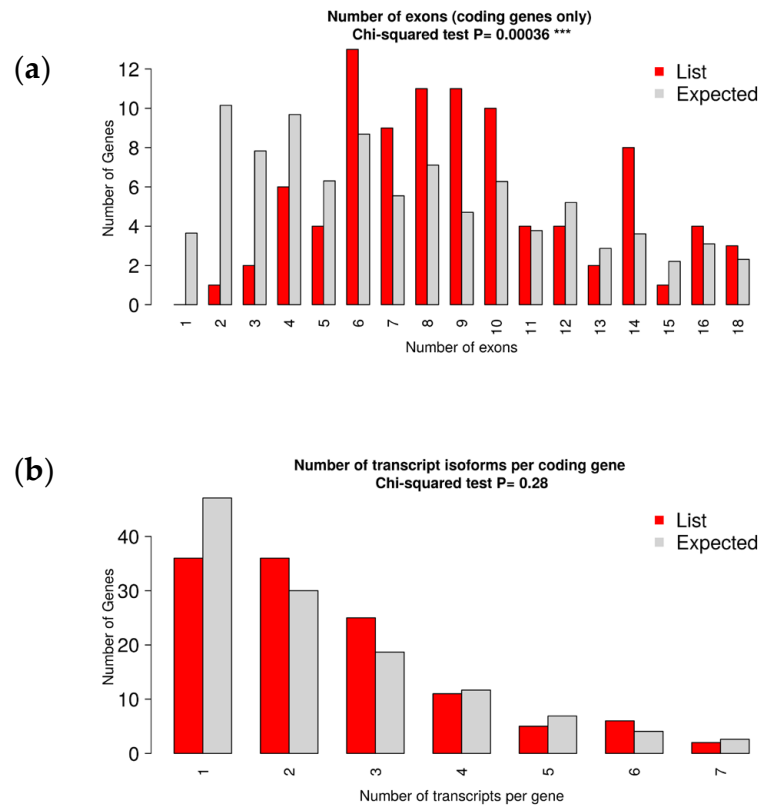 Number of exons (coding genes only)
Chi-squared test P= 0.00036 ***
(a)
List
Expected
Number of Genes
12
10
8
6
4
2
0
1 2 3 4 5 6 7 8 9 10 11 12 13 14 15 16 18
Number of exons
(b)
Number of transcript isoforms per coding gene
Chi-squared test P= 0.28
List
Expected
Number of Genes
40
30
20
10
0
1 2 3 4 5 6 7
Number of transcripts per gene